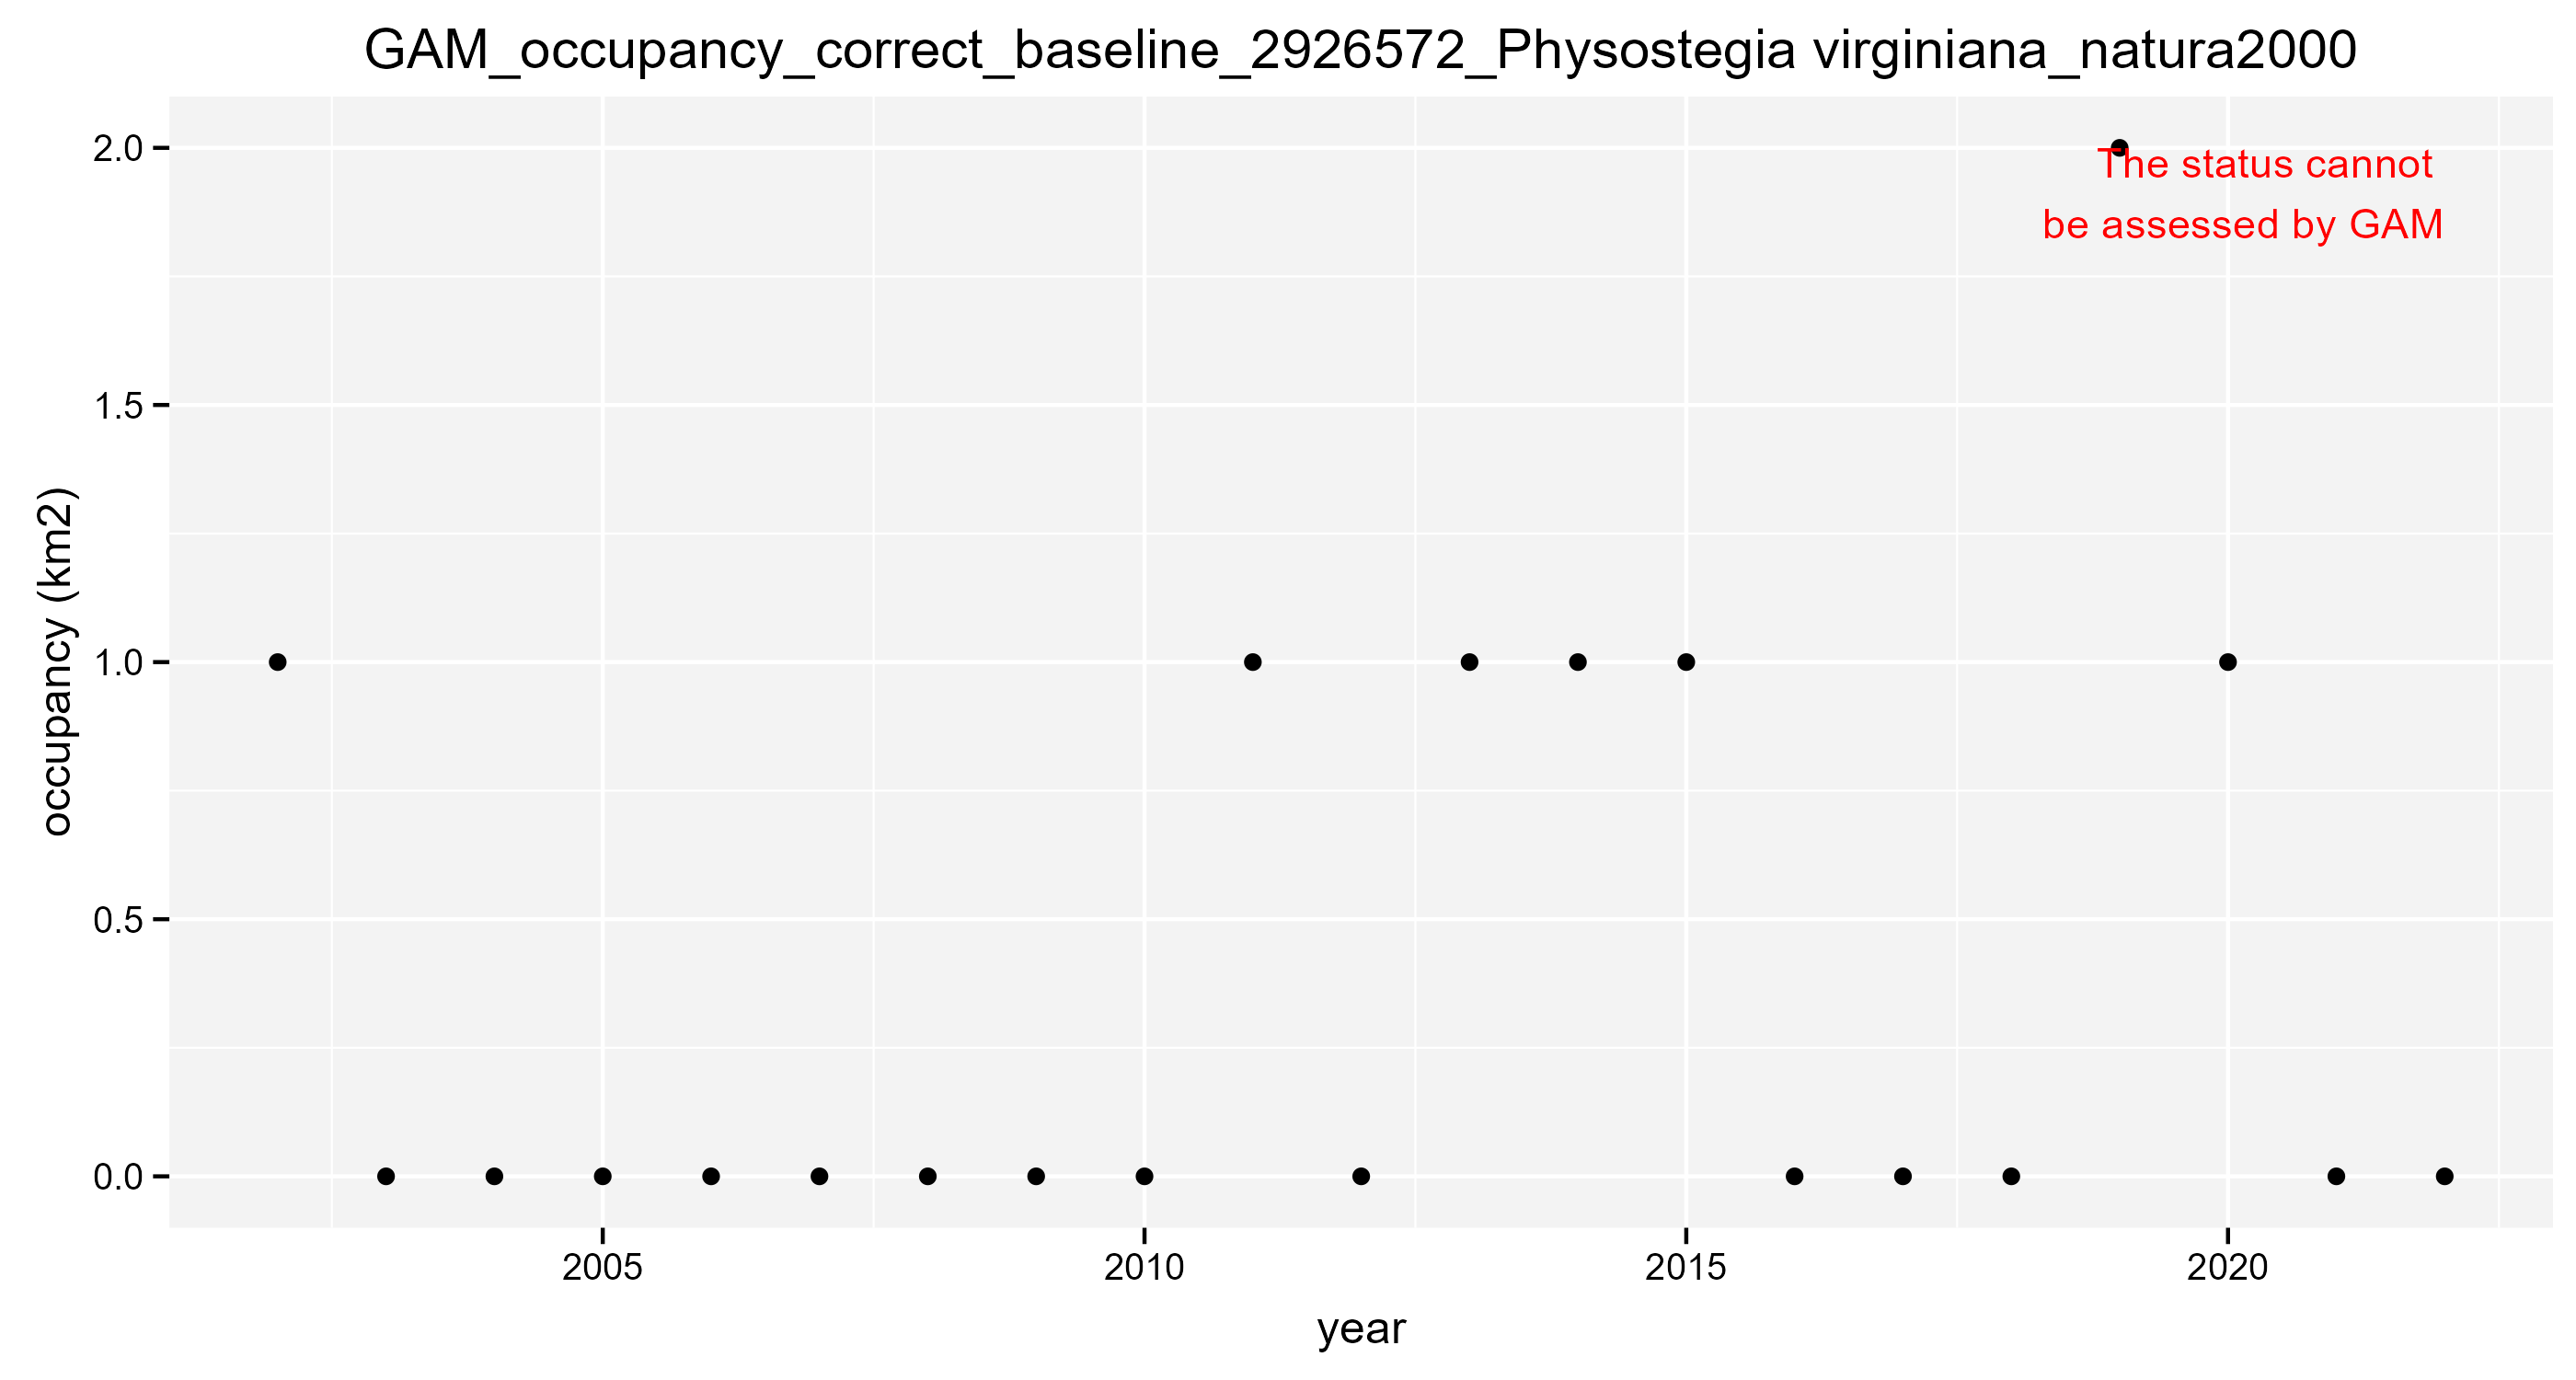 GAM_occupancy_correct_baseline_2926572_Physostegia virginiana_natura2000
2.0
The status cannot
be assessed by GAM
1.5
occupancy (km2)
1.0
0.5
0.0
2005 2010 2015 2020
year